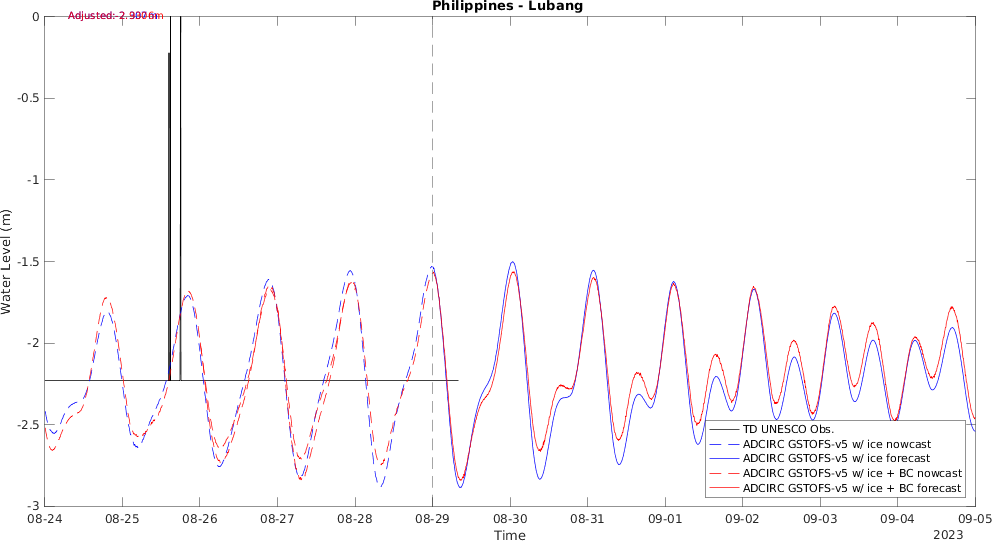 Philippines - Lubang
Adjusted:
Water Level (m)
0
-0.5
-1
-1.5
-2
-2.5
-3
08-24 08-25 08-26 08-27 08-28 08-29 08-30 08-31 09-01 09-02 09-03 09-04 09-05
Time
2023
TD UNESCO Obs.
ADCIRC GSTOFS-v5 w/ ice nowcast
ADCIRC GSTOFS-v5 w/ ice forecast
ADCIRC GSTOFS-v5 w/ ice + BC nowcast
ADCIRC GSTOFS-v5 w/ ice + BC forecast